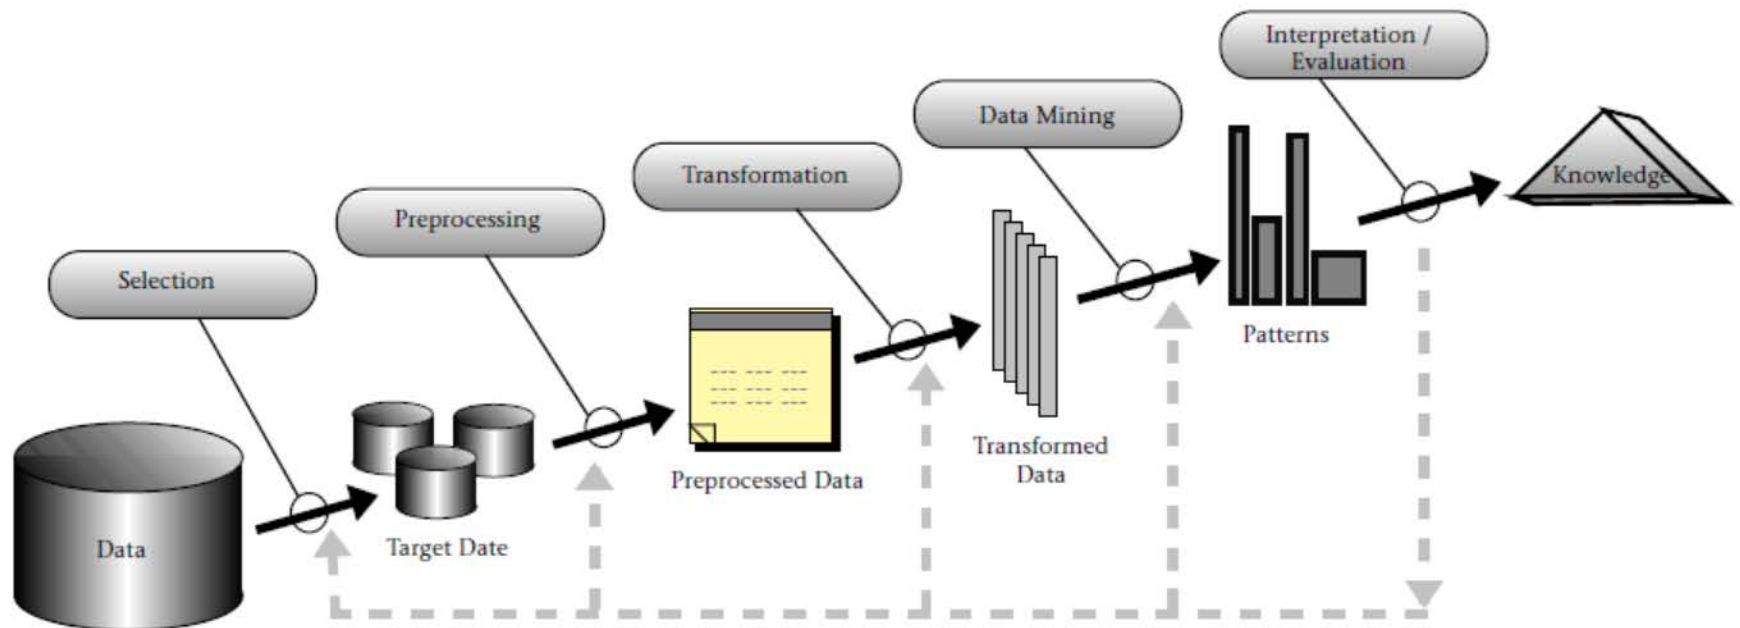 Interpretation /
Evaluation
Data Mining
Transformation
Knowledge
Preprocessing
Selection
Patterns
Transformed
Data
Preprocessed Data
Target Date
Data